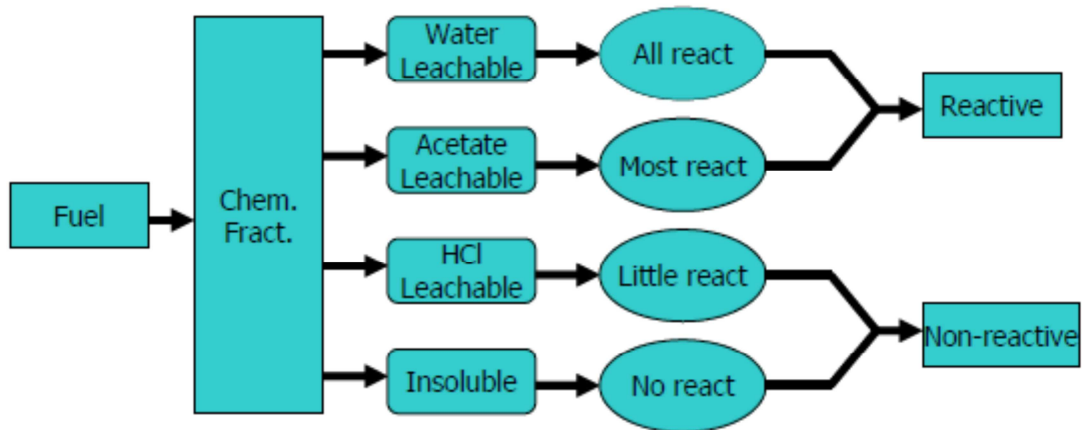 Fuel
Chem.
Fract.
Water
Leachable
All react
Acetate
Leachable
Most react
HCl
Leachable
Little react
Insoluble
No react
Reactive
Non-reactive